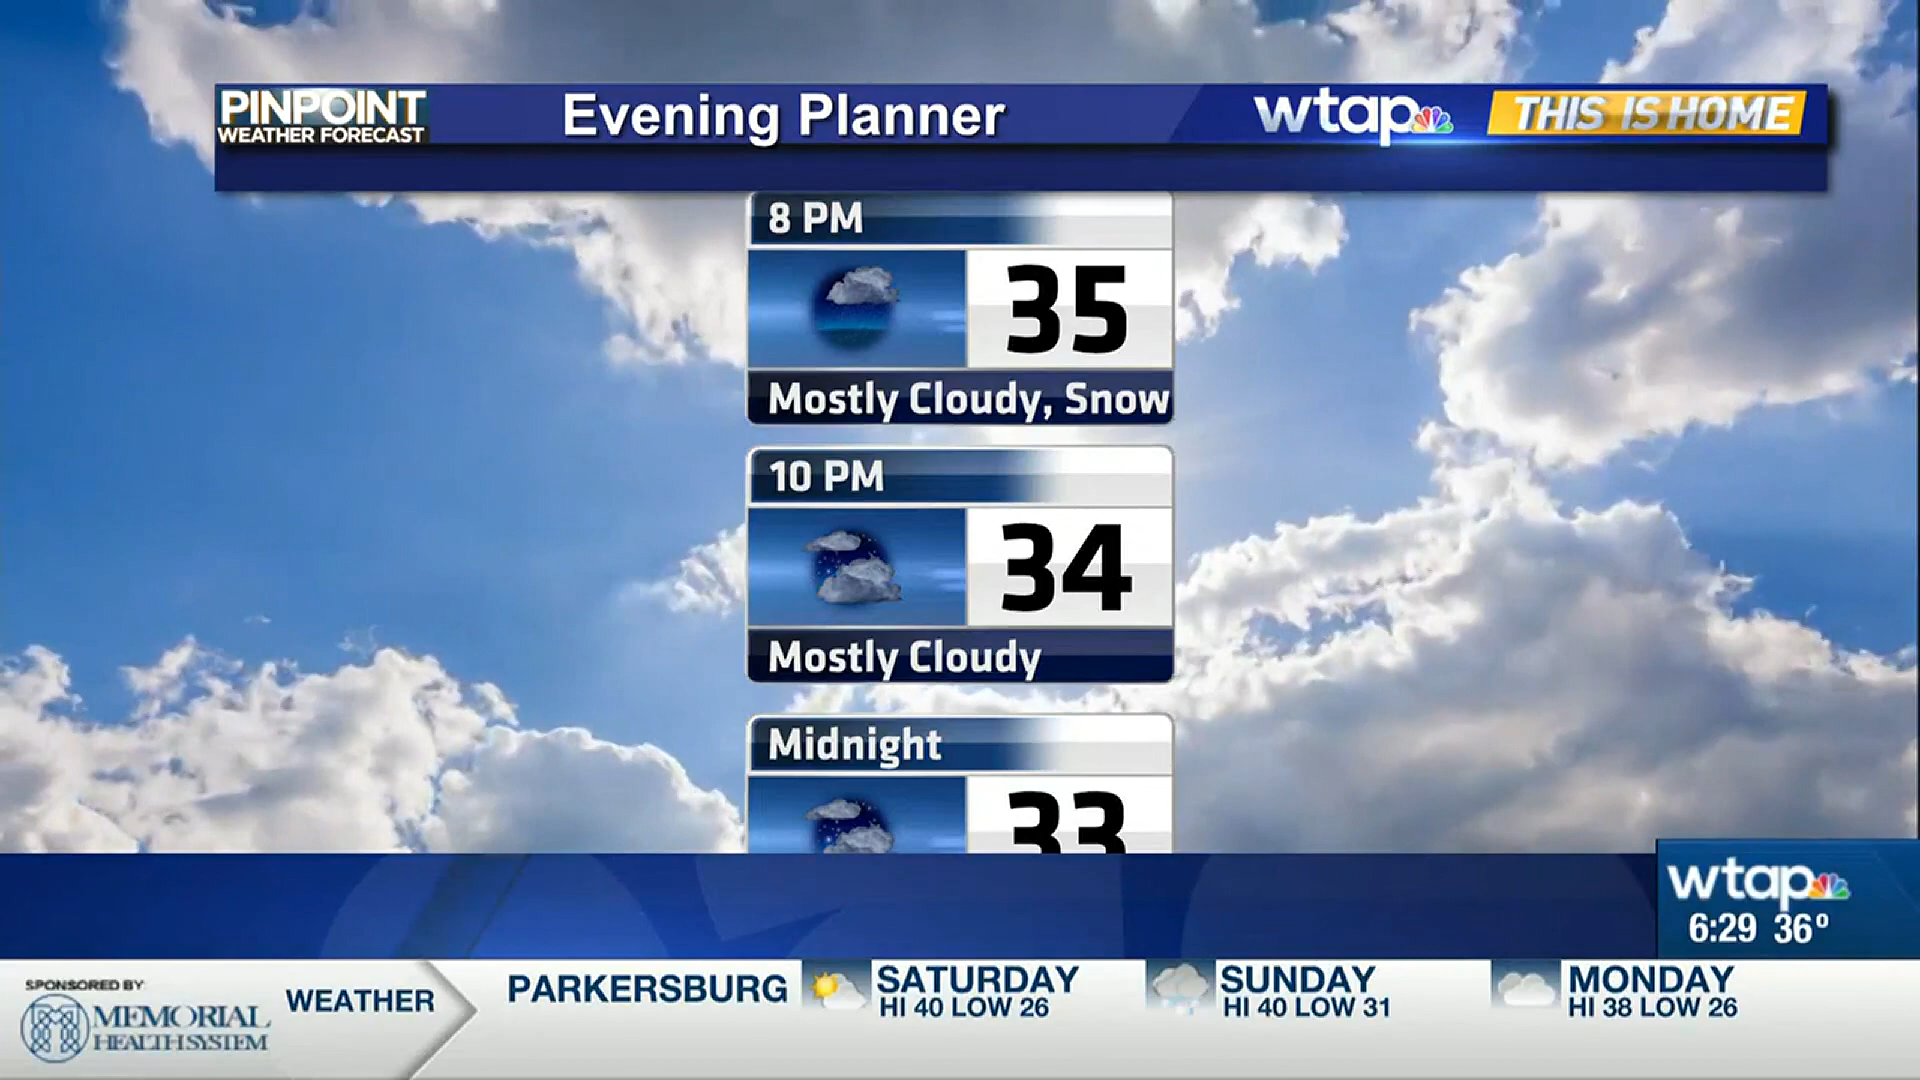 PINPOINT
WEATHER FORECAST
Evening Planner
wtap
THIS IS HOME
8 PM
35
Mostly Cloudy, Snow
10 PM
34
Mostly Cloudy
Midnight
33
wtap
6:29 36°
SPONSORED BY
MEMORIAL
HEALTH SYSTEM
WEATHER
PARKERSBURG
SATURDAY
HI 40 LOW 26
SUNDAY
HI 40 LOW 31
MONDAY
HI 38 LOW 26